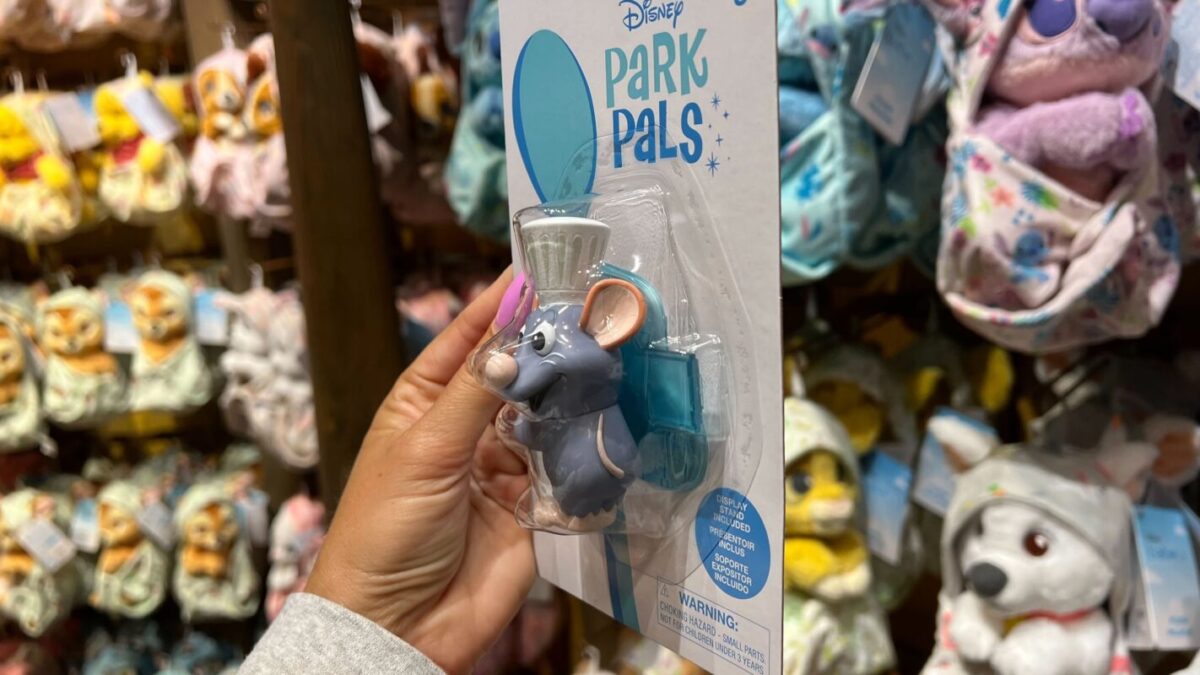 Disney
PARK
PALS
DISPLAY
STAND
INCLUDED
PRÉSENTOIR
INCLUS
SOPORTE
EXPOSITOR
INCLUIDO
WARNING:
CHOKING HAZARD - SMALL PARTS.
NOT FOR CHILDREN UNDER 3 YEARS.